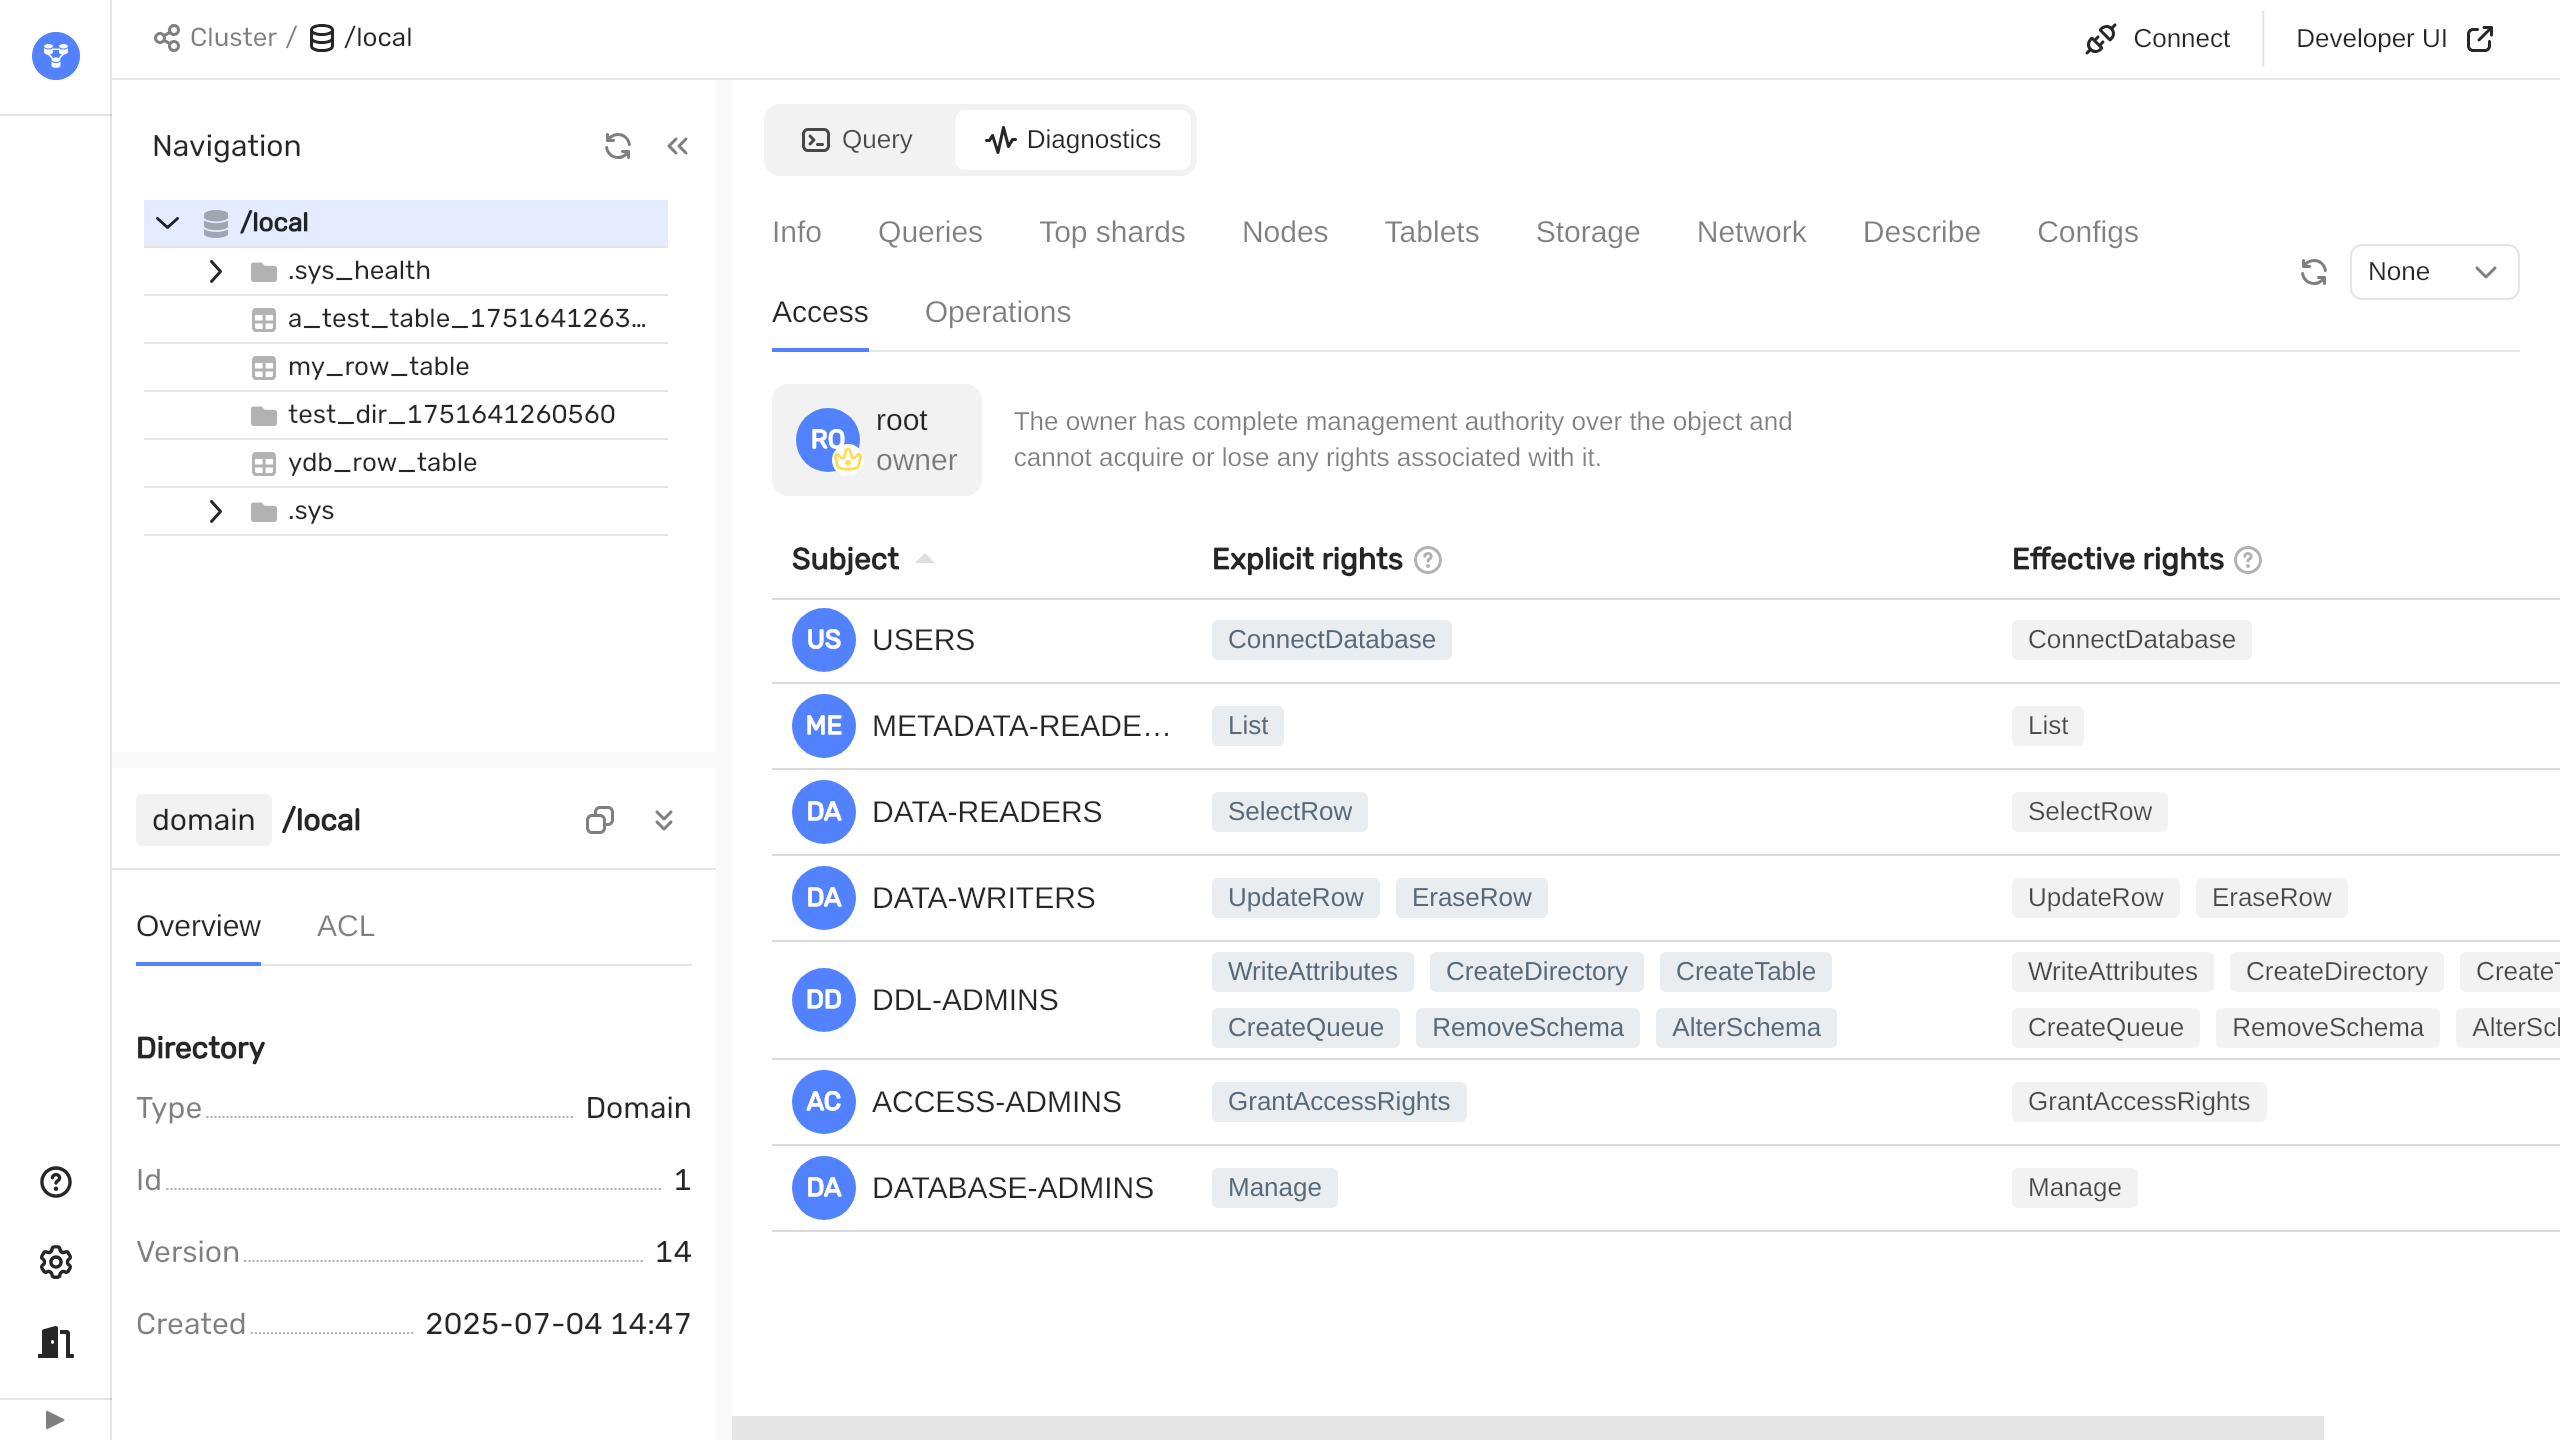 Cluster / /local
Connect
Developer UI
Navigation
/local
.sys_health
a_test_table_1751641263…
my_row_table
test_dir_1751641260560
ydb_row_table
.sys
domain /local
Overview ACL
Directory
Type Domain
Id 1
Version 14
Created 2025-07-04 14:47
Query Diagnostics
Info Queries Top shards Nodes Tablets Storage Network Describe Configs
Access Operations
None
RO
root
owner
The owner has complete management authority over the object and
cannot acquire or lose any rights associated with it.
Subject Explicit rights Effective rights
US USERS ConnectDatabase ConnectDatabase
ME METADATA-READE… List List
DA DATA-READERS SelectRow SelectRow
DA DATA-WRITERS UpdateRow EraseRow UpdateRow EraseRow
DD DDL-ADMINS
WriteAttributes CreateDirectory CreateTable WriteAttributes CreateDirectory CreateT
CreateQueue RemoveSchema AlterSchema CreateQueue RemoveSchema AlterSch
AC ACCESS-ADMINS GrantAccessRights GrantAccessRights
DA DATABASE-ADMINS Manage Manage